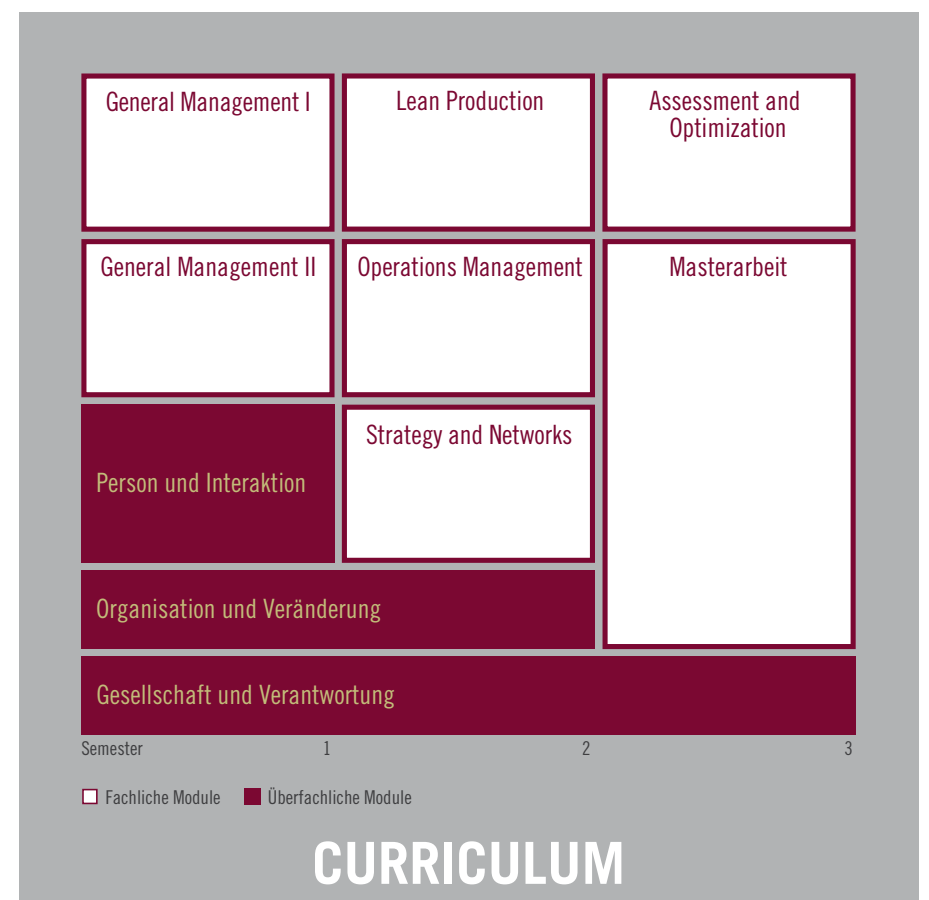 General Management I
Lean Production
Assessment and
Optimization
General Management II
Operations Management
Masterarbeit
Person und Interaktion
Strategy and Networks
Organisation und Veränderung
Gesellschaft und Verantwortung
Semester 1 2 3
Fachliche Module Überfachliche Module
CURRICULUM